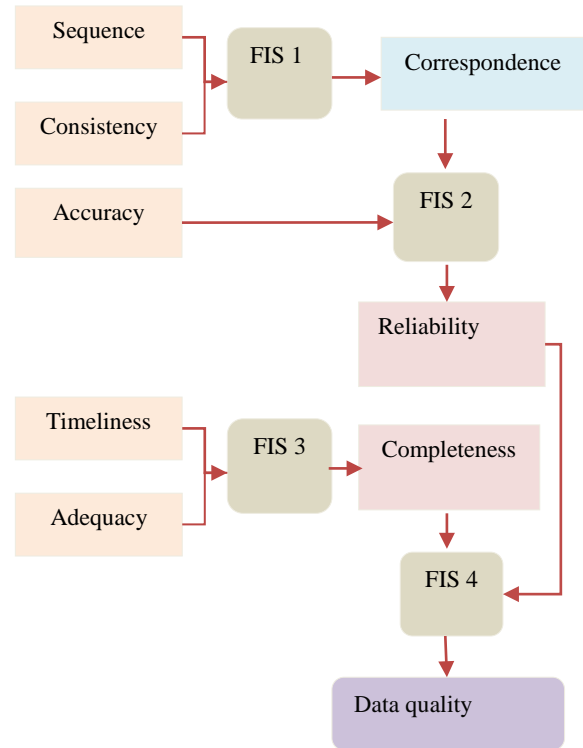 Sequence
FIS 1
Correspondence
Consistency
Accuracy
FIS 2
Reliability
Timeliness
FIS 3
Completeness
Adequacy
FIS 4
Data quality